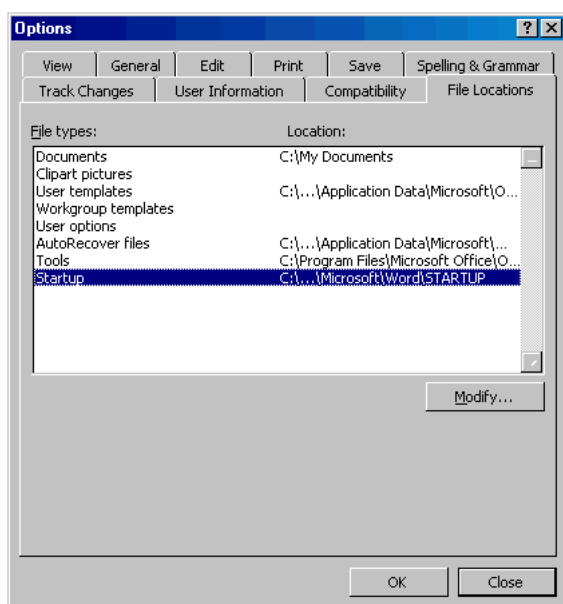 Options ? ×
View General Edit Print Save Spelling & Grammar
Track Changes User Information Compatibility File Locations
File types: Location:
Documents C:\My Documents
Clipart pictures
User templates C:\...\Application Data\Microsoft\O...
Workgroup templates
User options
AutoRecover files C:\...\Application Data\Microsoft\...
Tools C:\Program Files\Microsoft Office\O...
Startup C:\...\Microsoft\Word\STARTUP
Modify...
OK Close